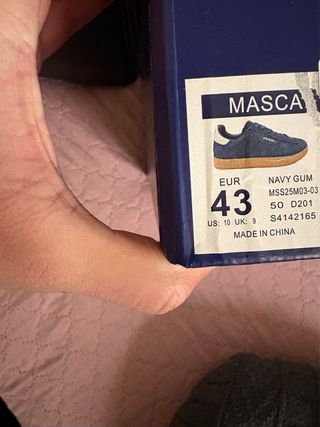 MASCA
EUR
43
US: 10 UK: 9
NAVY GUM
MSS25M03-03
50 D201
S4142165
MADE IN CHINA